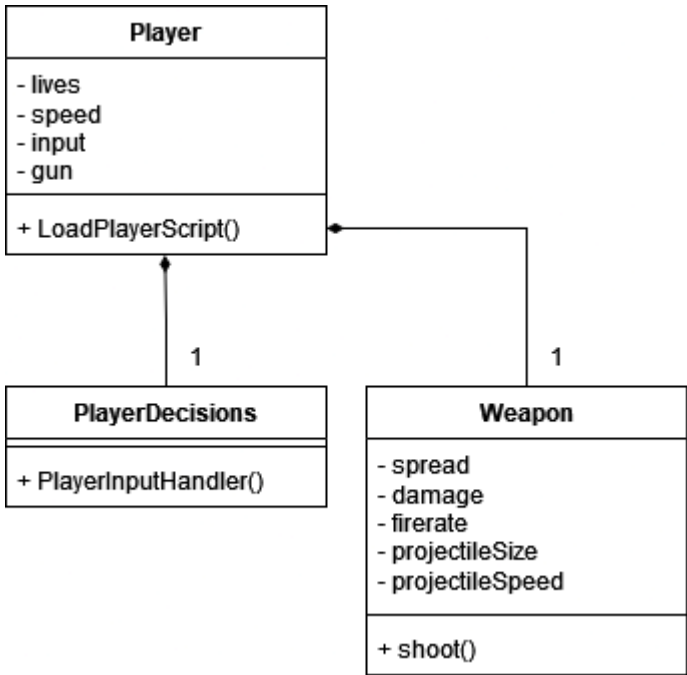 Player
- lives
- speed
- input
- gun
+ LoadPlayerScript()
1
1
PlayerDecisions
+ PlayerInputHandler()
Weapon
- spread
- damage
- firerate
- projectileSize
- projectileSpeed
+ shoot()